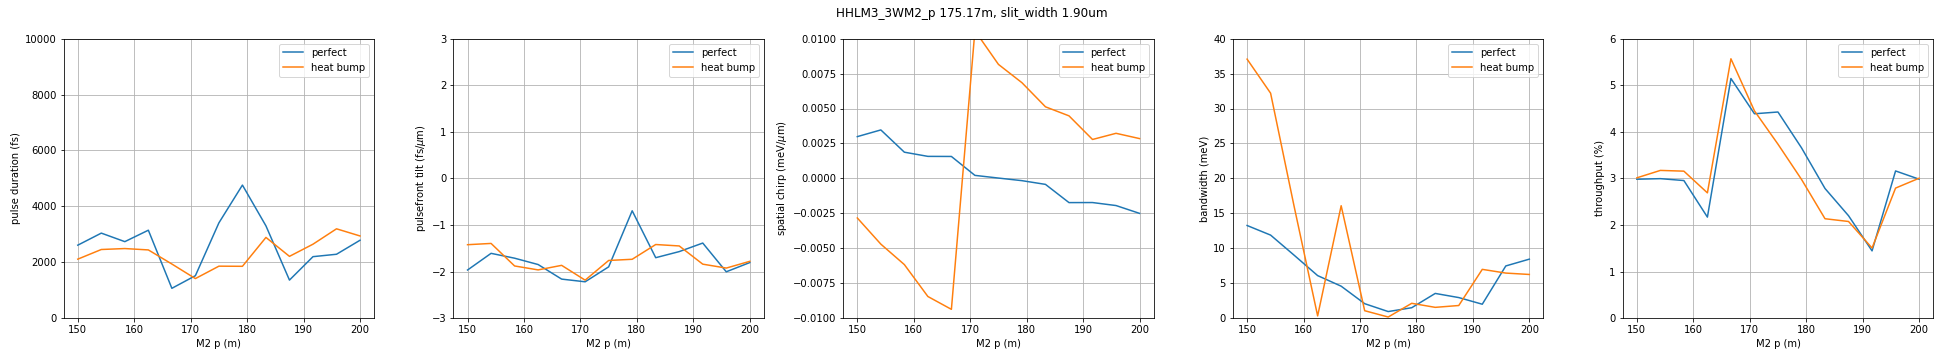 HHLM3_3WM2_p 175.17m, slit_width 1.90um
pulse duration (fs)
10000
8000
6000
4000
2000
0
150 160 170 180 190 200
M2 p (m)
perfect
heat bump
pulsefront tilt (fs/μm)
3
2
1
0
−1
−2
−3
150 160 170 180 190 200
M2 p (m)
perfect
heat bump
spatial chirp (meV/μm)
0.0100
0.0075
0.0050
0.0025
0.0000
−0.0025
−0.0050
−0.0075
−0.0100
150 160 170 180 190 200
M2 p (m)
perfect
heat bump
bandwidth (meV)
40
35
30
25
20
15
10
5
0
150 160 170 180 190 200
M2 p (m)
perfect
heat bump
throughput (%)
6
5
4
3
2
1
0
150 160 170 180 190 200
M2 p (m)
perfect
heat bump